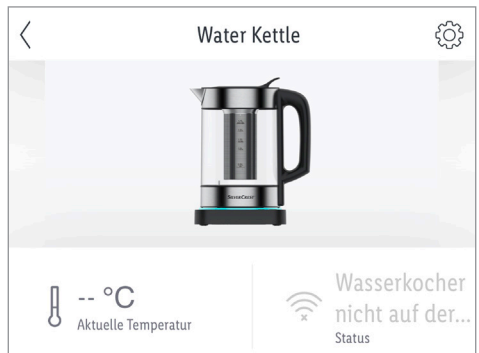 Water Kettle
SILVERCREST
-- °C
Aktuelle Temperatur
Wasserkocher
nicht auf der...
Status